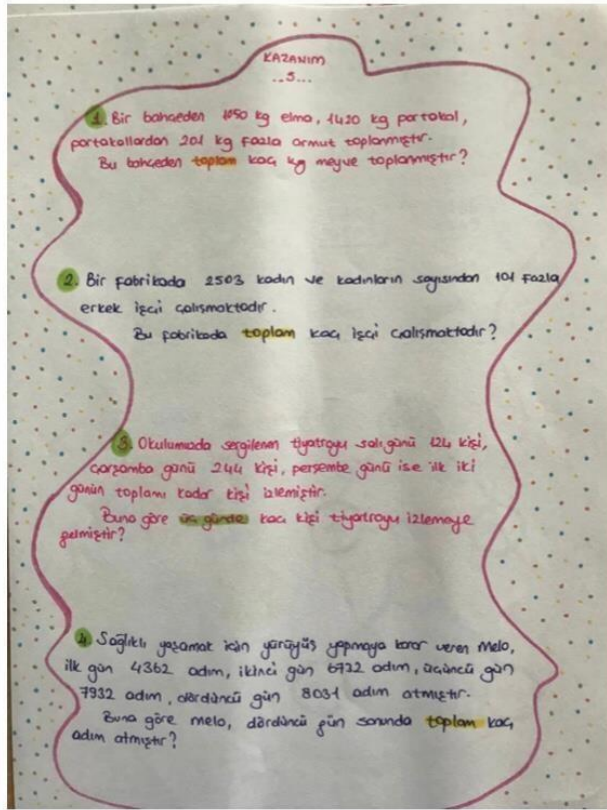 KAZANIM
..5...
1. Bir bahçeden 1050 kg elma, 1420 kg portakal,
portakallardan 201 kg fazla armut toplanmıştır.
Bu bahçeden toplam kaç kg meyve toplanmıştır?
2. Bir fabrikada 2503 kadın ve kadınların sayısından 101 fazla
erkek işçi çalışmaktadır.
Bu fabrikada toplam kaç işçi çalışmaktadır?
3. Okulumuzda sergilenen tiyatroyu salı günü 124 kişi,
çarşamba günü 244 kişi, perşembe günü ise ilk iki
günün toplamı kadar kişi izlemiştir.
Buna göre üç günde kaç kişi tiyatroyu izlemeye
gelmiştir?
4. Sağlıklı yaşamak için yürüyüş yapmaya karar veren Melo,
ilk gün 4362 adım, ikinci gün 6722 adım, üçüncü gün
7932 adım, dördüncü gün 8031 adım atmıştır.
Buna göre Melo, dördüncü gün sonunda toplam kaç
adım atmıştır?